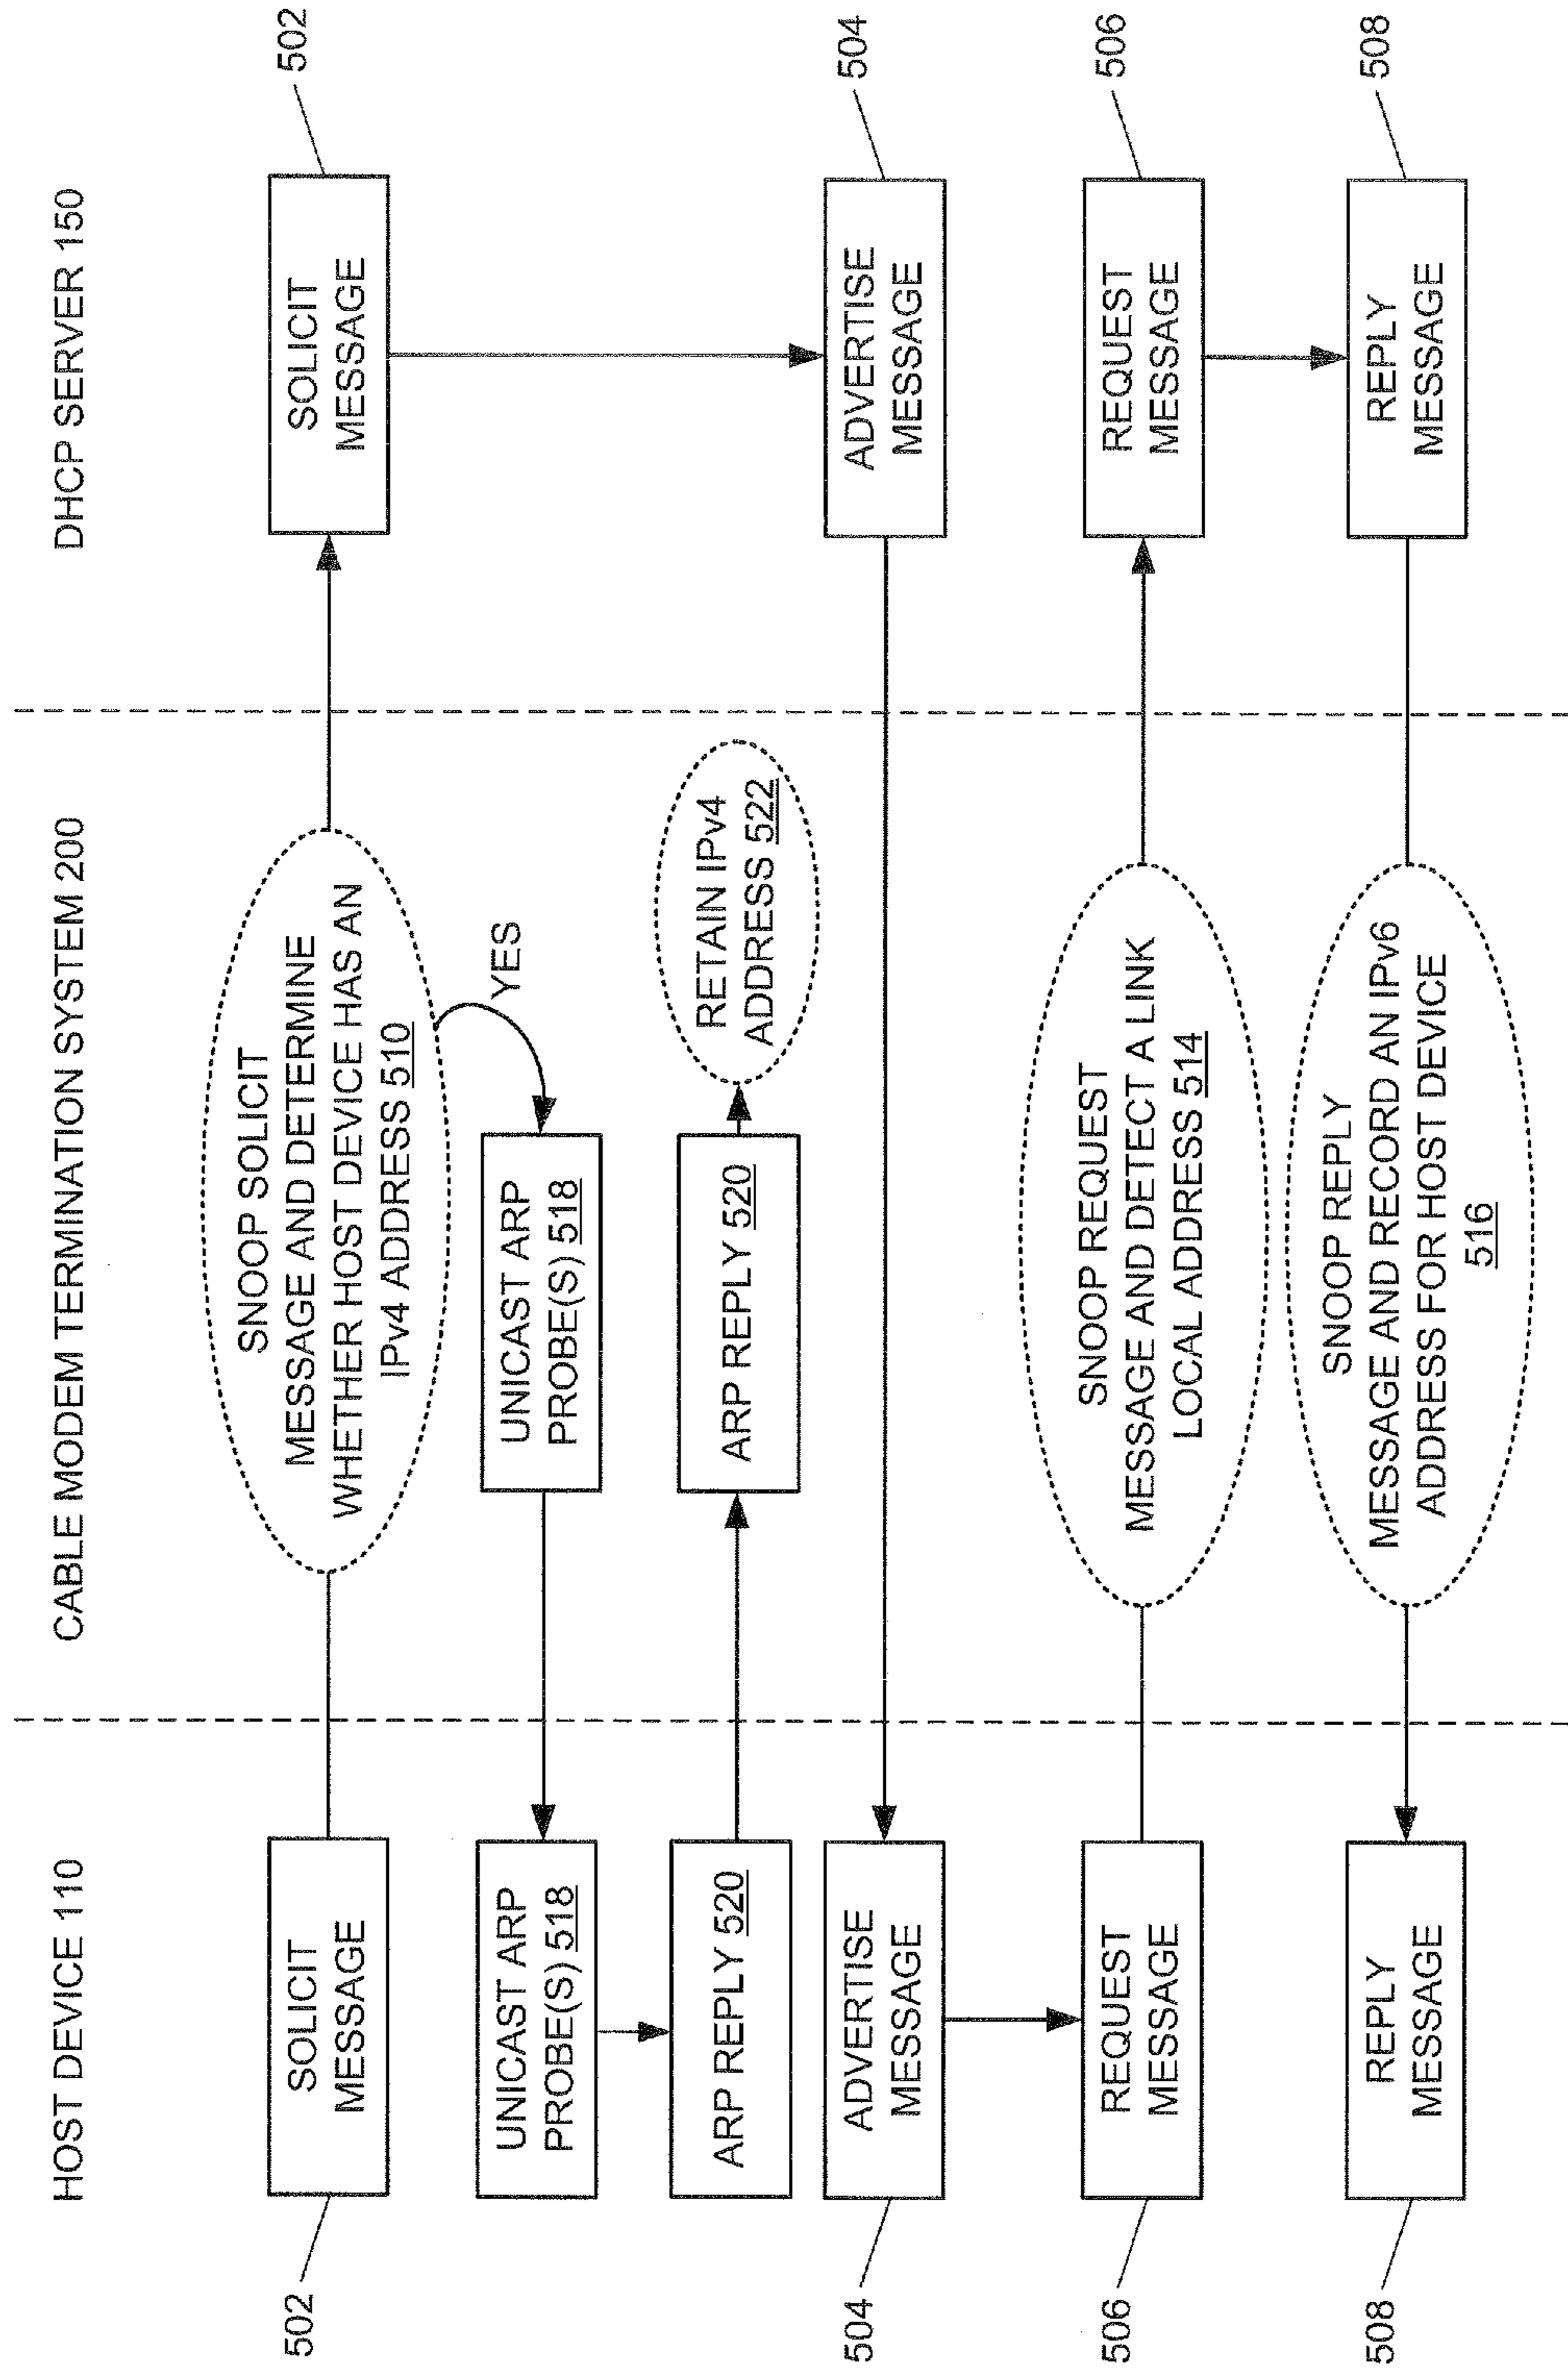 HOST DEVICE 110
CABLE MODEM TERMINATION SYSTEM 200
DHCP SERVER 150
502
SOLICIT
MESSAGE
SNOOP SOLICIT
MESSAGE AND DETERMINE
WHETHER HOST DEVICE HAS AN
IPv4 ADDRESS 510
SOLICIT
MESSAGE
502
YES
UNICAST ARP
PROBE(S) 518
UNICAST ARP
PROBE(S) 518
ARP REPLY 520
ARP REPLY 520
RETAIN IPv4
ADDRESS 522
504
ADVERTISE
MESSAGE
ADVERTISE
MESSAGE
504
506
REQUEST
MESSAGE
SNOOP REQUEST
MESSAGE AND DETECT A LINK
LOCAL ADDRESS 514
REQUEST
MESSAGE
506
508
REPLY
MESSAGE
SNOOP REPLY
MESSAGE AND RECORD AN IPv6
ADDRESS FOR HOST DEVICE
516
REPLY
MESSAGE
508